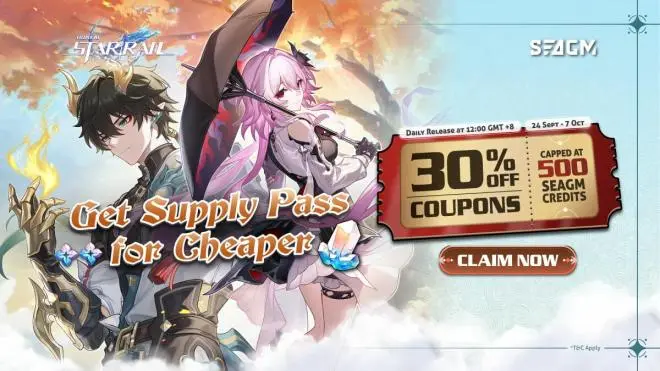 HONKAI
STAR RAIL
SEAGM
Daily Release at 12:00 GMT +8
24 Sept - 7 Oct
30% OFF
COUPONS
CAPPED AT
500
SEAGM
CREDITS
Get Supply Pass
for Cheaper
CLAIM NOW
*T&C Apply